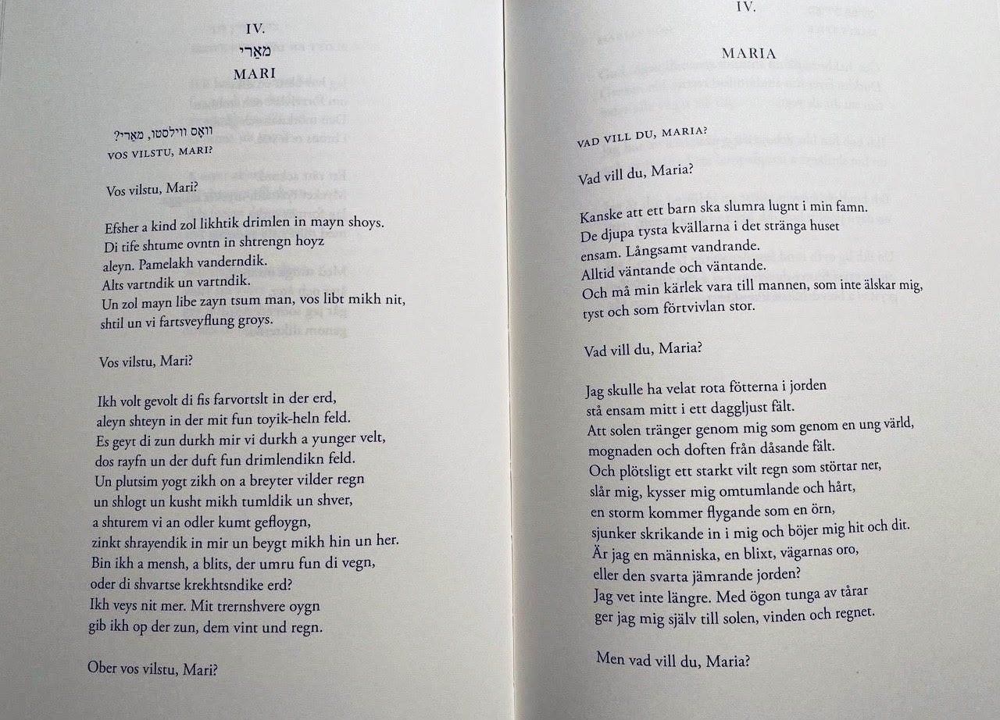 IV.
מאַרי
MARI
וואָס ווילסטו, מאַרי?
VOS VILSTU, MARI?
Vos vilstu, Mari?
Efsher a kind zol likhtik drimlen in mayn shoys.
Di tife shtume ovntn in shtrengn hoyz
aleyn. Pamelakh vanderndik.
Alts vartndik un vartndik.
Un zol mayn libe zayn tsum man, vos libt mikh nit,
shtil un vi fartsveyflung groys.
Vos vilstu, Mari?
Ikh volt gevolt di fis farvortslt in der erd,
aleyn shteyn in der mit fun toyik-heln feld.
Es geyt di zun durkh mir vi durkh a yunger velt,
dos rayfn un der duft fun drimlendikn feld.
Un plutsim yogt zikh on a breyter vilder regn
un shlogt un kusht mikh tumldik un shver,
a shturem vi an odler kumt gefloygn,
zinkt shrayendik in mir un beygt mikh hin un her.
Bin ikh a mensh, a blits, der umru fun di vegn,
oder di shvartse krekhtsndike erd?
Ikh veys nit mer. Mit trernshvere oygn
gib ikh op der zun, dem vint und regn.
Ober vos vilstu, Mari?
IV.
MARIA
VAD VILL DU, MARIA?
Vad vill du, Maria?
Kanske att ett barn ska slumra lugnt i min famn.
De djupa tysta kvällarna i det stränga huset
ensam. Långsamt vandrande.
Alltid väntande och väntande.
Och må min kärlek vara till mannen, som inte älskar mig,
tyst och som förtvivlan stor.
Vad vill du, Maria?
Jag skulle ha velat rota fötterna i jorden
stå ensam mitt i ett daggljust fält.
Att solen tränger genom mig som genom en ung värld,
mognaden och doften från dåsande fält.
Och plötsligt ett starkt vilt regn som störtar ner,
slår mig, kysser mig omtumlande och hårt,
en storm kommer flygande som en örn,
sjunker skrikande in i mig och böjer mig hit och dit.
Är jag en människa, en blixt, vägarnas oro,
eller den svarta jämrande jorden?
Jag vet inte längre. Med ögon tunga av tårar
ger jag mig själv till solen, vinden och regnet.
Men vad vill du, Maria?